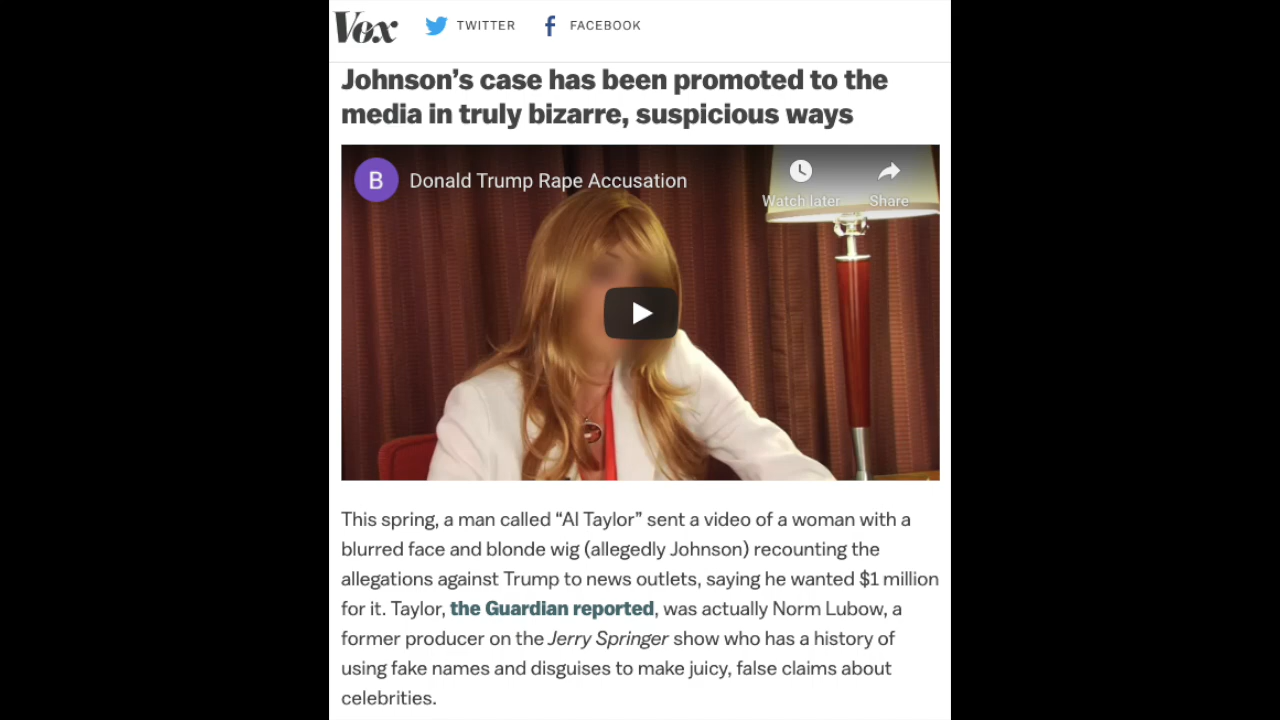 Vox TWITTER FACEBOOK
Johnson’s case has been promoted to the
media in truly bizarre, suspicious ways
B Donald Trump Rape Accusation
Watch later Share
This spring, a man called “Al Taylor” sent a video of a woman with a
blurred face and blonde wig (allegedly Johnson) recounting the
allegations against Trump to news outlets, saying he wanted $1 million
for it. Taylor, the Guardian reported, was actually Norm Lubow, a
former producer on the Jerry Springer show who has a history of
using fake names and disguises to make juicy, false claims about
celebrities.